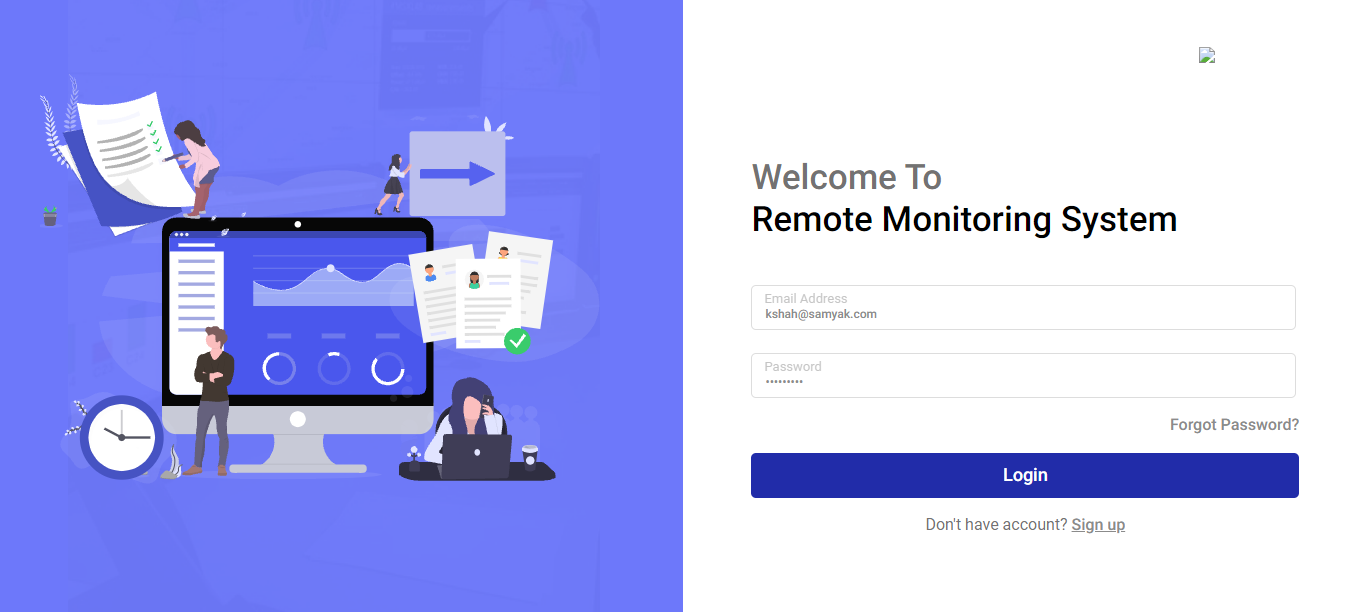 Welcome To
Remote Monitoring System
Email Address
kshah@samyak.com
Password
•••••••••
Forgot Password?
Login
Don't have account? Sign up